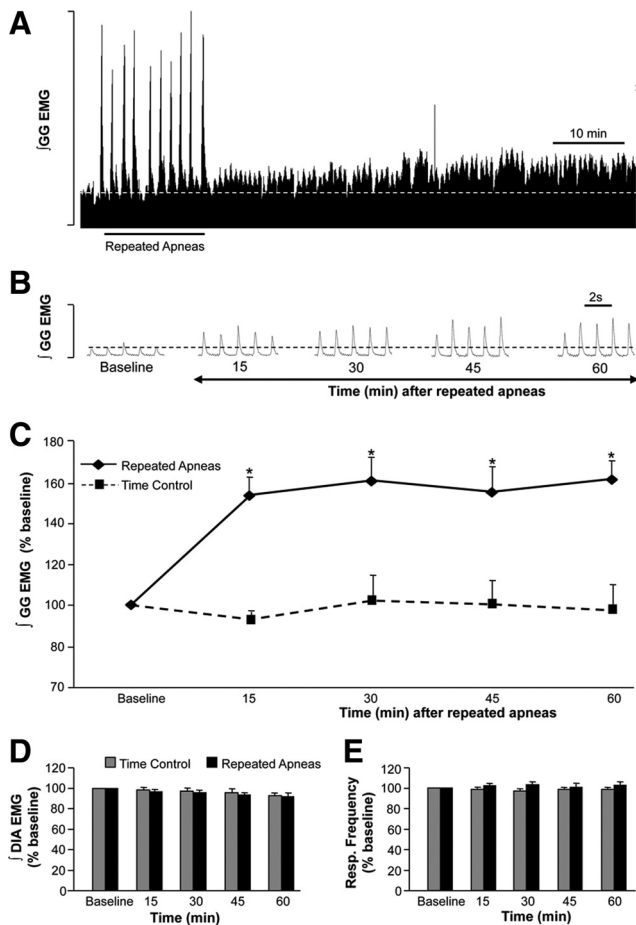 A
∫GG EMG
10 min
Repeated Apneas
B
∫ GG EMG
2s
Baseline 15 30 45 60
Time (min) after repeated apneas
C
∫ GG EMG (% baseline)
180
160
140
120
100
80
70
Repeated Apneas
Time Control
* * * *
Baseline 15 30 45 60
Time (min) after repeated apneas
D
∫ DIA EMG
(% baseline)
120
100
80
60
40
20
0
Time Control Repeated Apneas
Baseline 15 30 45 60
Time (min)
E
Resp. Frequency
(% baseline)
120
100
80
60
40
20
0
Baseline 15 30 45 60
Time (min)